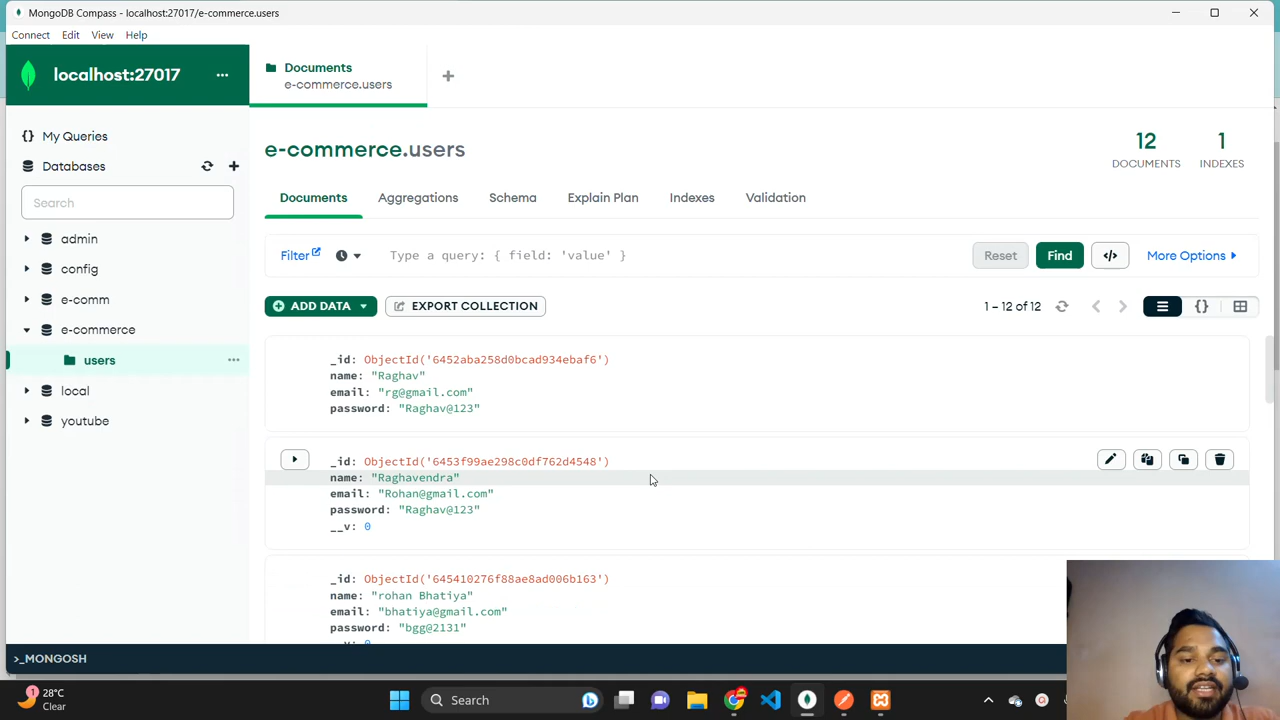 MongoDB Compass - localhost:27017/e-commerce.users
Connect Edit View Help
localhost:27017 ...
Documents
e-commerce.users
{} My Queries
Databases
Search
admin
config
e-comm
e-commerce
users ...
local
youtube
e-commerce.users
12
DOCUMENTS
1
INDEXES
Documents Aggregations Schema Explain Plan Indexes Validation
Filter Type a query: { field: 'value' } Reset Find </> More Options
ADD DATA EXPORT COLLECTION 1 – 12 of 12 {}
_id: ObjectId('6452aba258d0bcad934ebaf6')
name: "Raghav"
email: "rg@gmail.com"
password: "Raghav@123"
_id: ObjectId('6453f99ae298c0df762d4548')
name: "Raghavendra"
email: "Rohan@gmail.com"
password: "Raghav@123"
__v: 0
_id: ObjectId('645410276f88ae8ad006b163')
name: "rohan Bhatiya"
email: "bhatiya@gmail.com"
password: "bgg@2131"
>_MONGOSH
1
28°C
Clear
Search